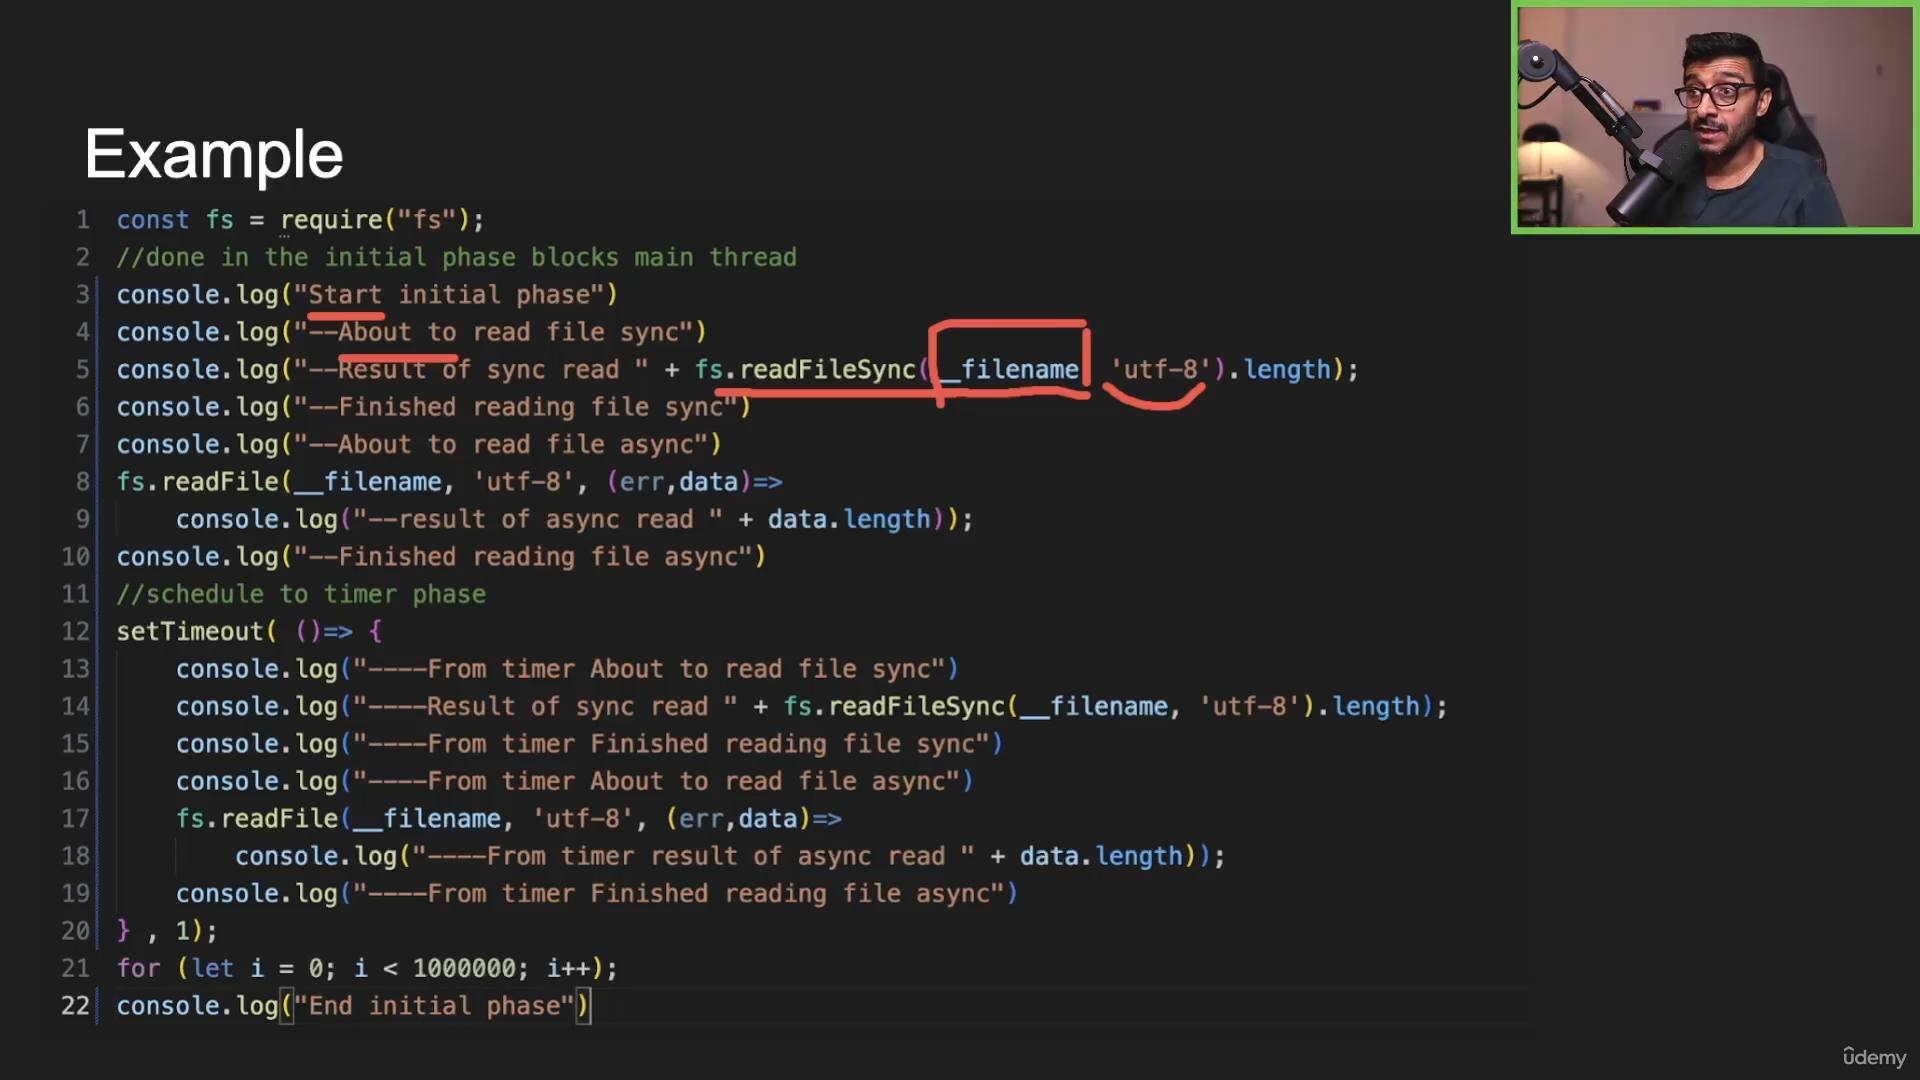 Example
1 const fs = require("fs");
2 //done in the initial phase blocks main thread
3 console.log("Start initial phase")
4 console.log("--About to read file sync")
5 console.log("--Result of sync read " + fs.readFileSync(__filename 'utf-8').length);
6 console.log("--Finished reading file sync")
7 console.log("--About to read file async")
8 fs.readFile(__filename, 'utf-8', (err,data)=>
9     console.log("--result of async read " + data.length));
10 console.log("--Finished reading file async")
11 //schedule to timer phase
12 setTimeout( ()=> {
13     console.log("----From timer About to read file sync")
14     console.log("----Result of sync read " + fs.readFileSync(__filename, 'utf-8').length);
15     console.log("----From timer Finished reading file sync")
16     console.log("----From timer About to read file async")
17     fs.readFile(__filename, 'utf-8', (err,data)=>
18         console.log("----From timer result of async read " + data.length));
19     console.log("----From timer Finished reading file async")
20 } , 1);
21 for (let i = 0; i < 1000000; i++);
22 console.log("End initial phase")
udemy